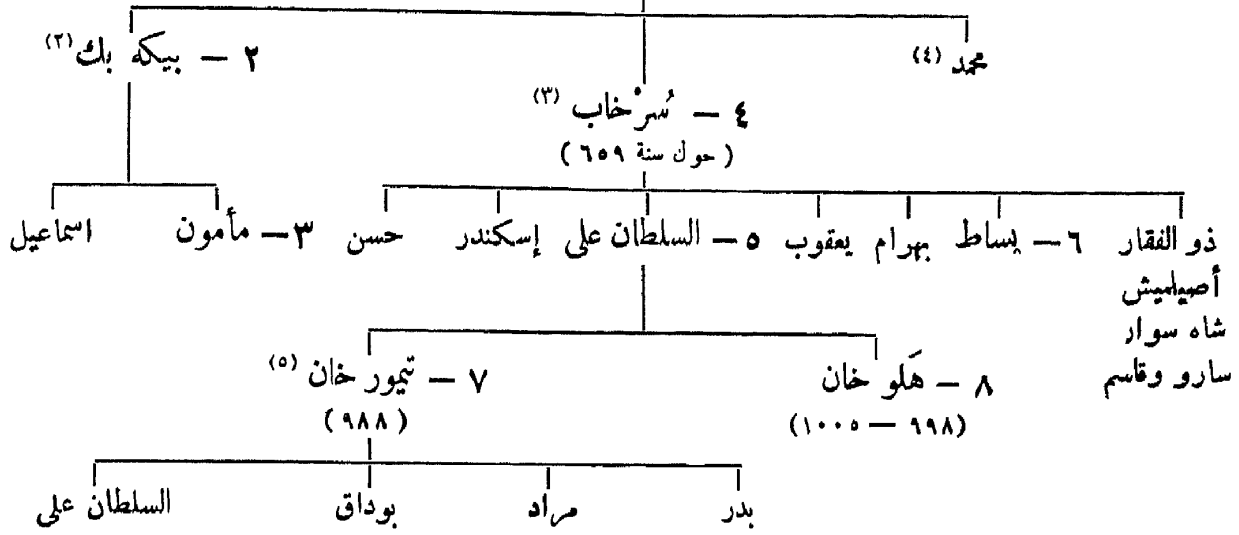 محمد (٤)
٢ – بيكه بك (٢)
٤ – سُرْخاب (٣)
(حوالى سنة ٦٥٩)
ذو الفقار ٦ – بساط بهرام يعقوب ٥ – السلطان على إسكندر حسن ٣ – مأمون اسماعيل
أصيلميش
شاه سوار
سارو وقاسم
٨ – هَلو خان ٧ – تيمور خان (٥)
(٩٩٨ – ١٠٠٥) (٩٨٨)
بدر مراد بوداق السلطان على